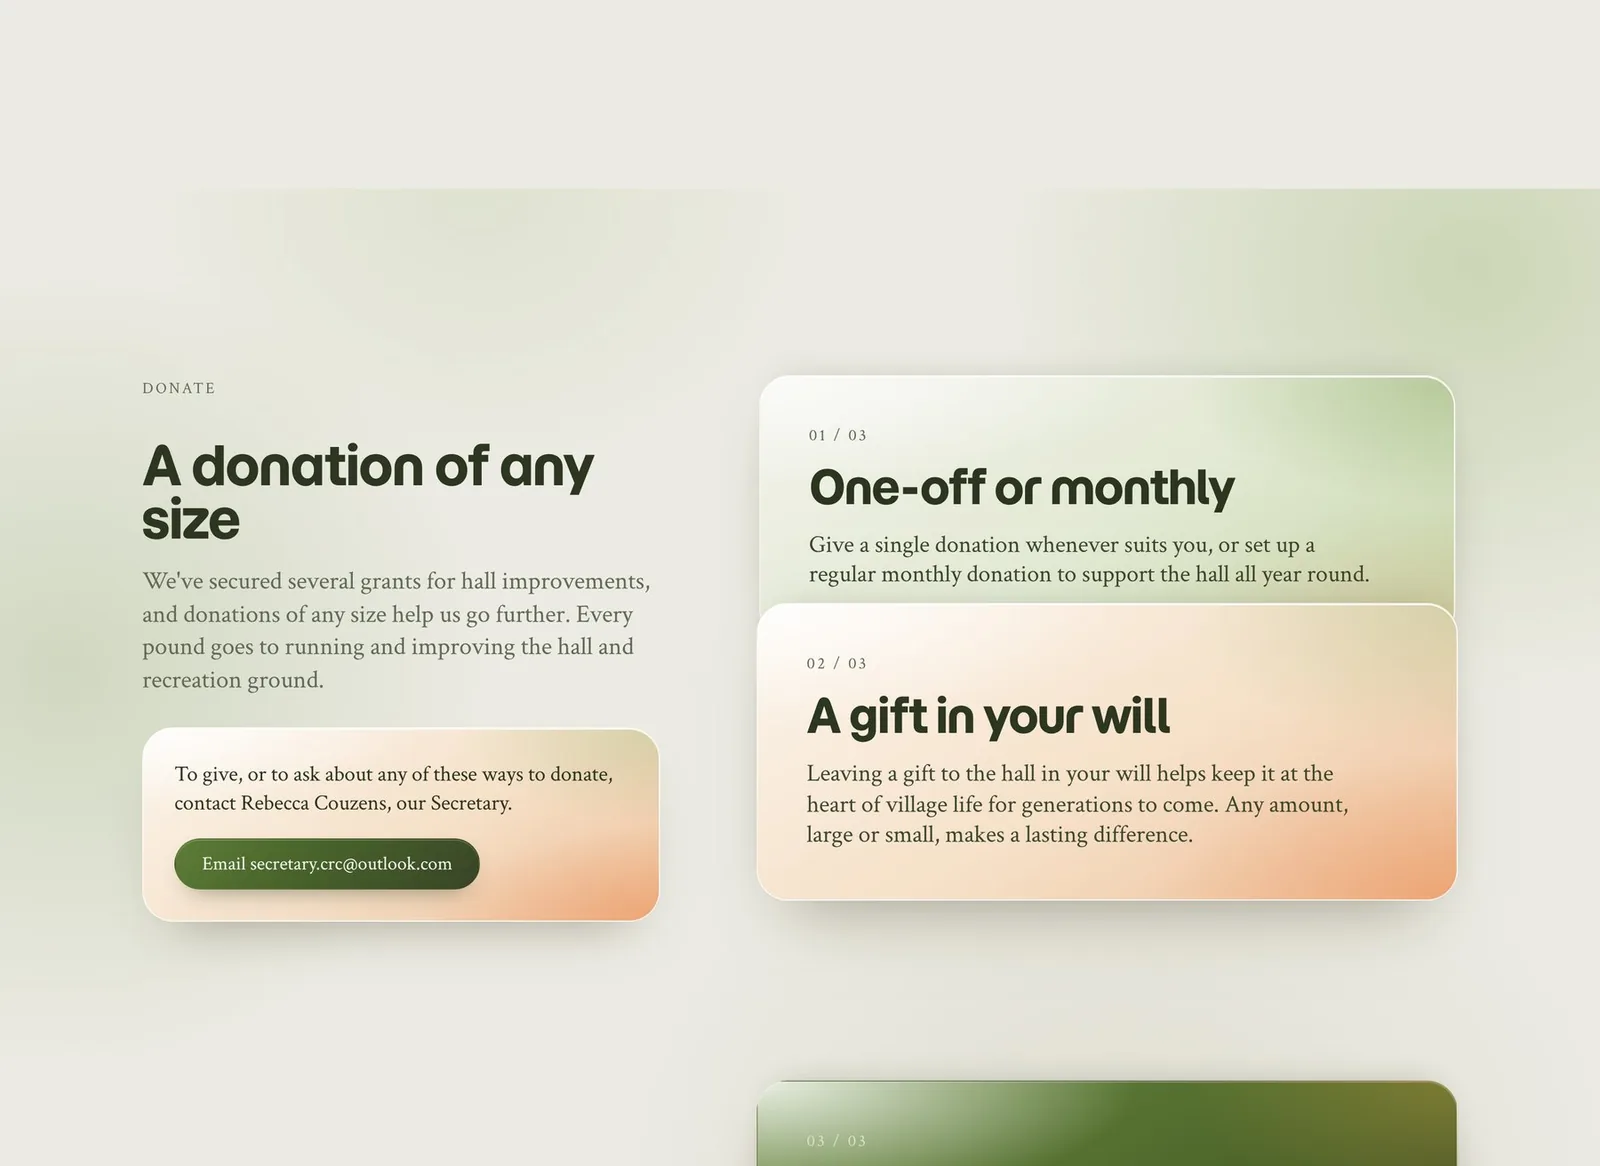 DONATE
A donation of any
size
We've secured several grants for hall improvements,
and donations of any size help us go further. Every
pound goes to running and improving the hall and
recreation ground.
To give, or to ask about any of these ways to donate,
contact Rebecca Couzens, our Secretary.
Email secretary.crc@outlook.com
01 / 03
One-off or monthly
Give a single donation whenever suits you, or set up a
regular monthly donation to support the hall all year round.
02 / 03
A gift in your will
Leaving a gift to the hall in your will helps keep it at the
heart of village life for generations to come. Any amount,
large or small, makes a lasting difference.
03 / 03